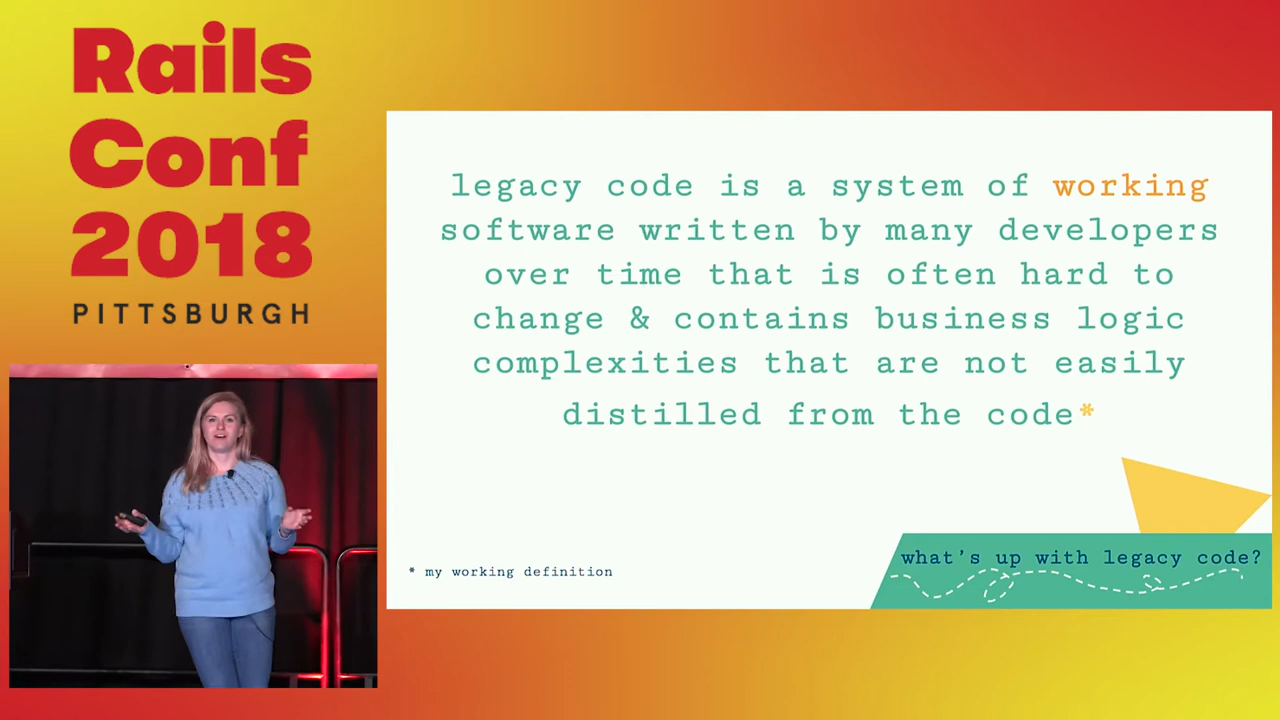 Rails
Conf
2018
PITTSBURGH
legacy code is a system of working
software written by many developers
over time that is often hard to
change & contains business logic
complexities that are not easily
distilled from the code*
* my working definition
what's up with legacy code?